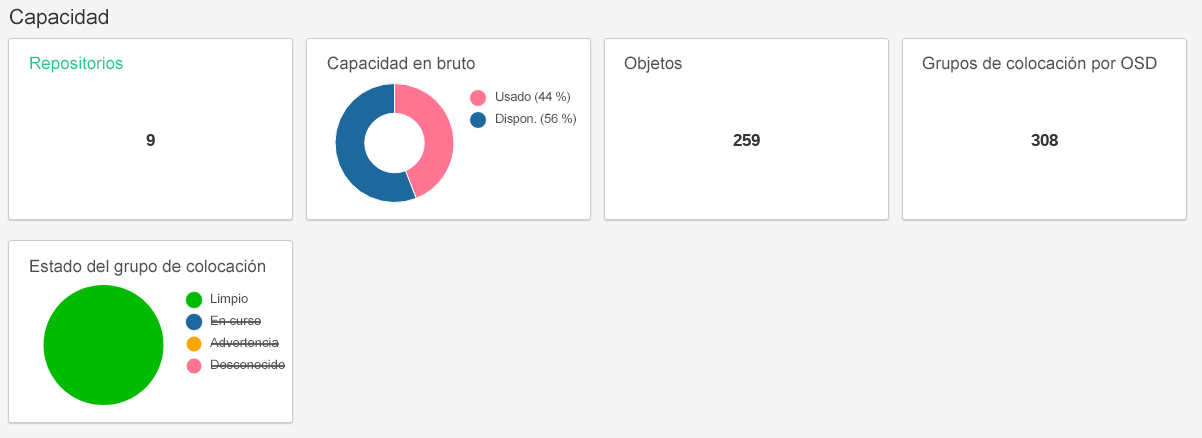 Capacidad
Repositorios
9
Capacidad en bruto
Usado (44 %)
Dispon. (56 %)
Objetos
259
Grupos de colocación por OSD
308
Estado del grupo de colocación
Limpio
En curso
Advertencia
Desconocido